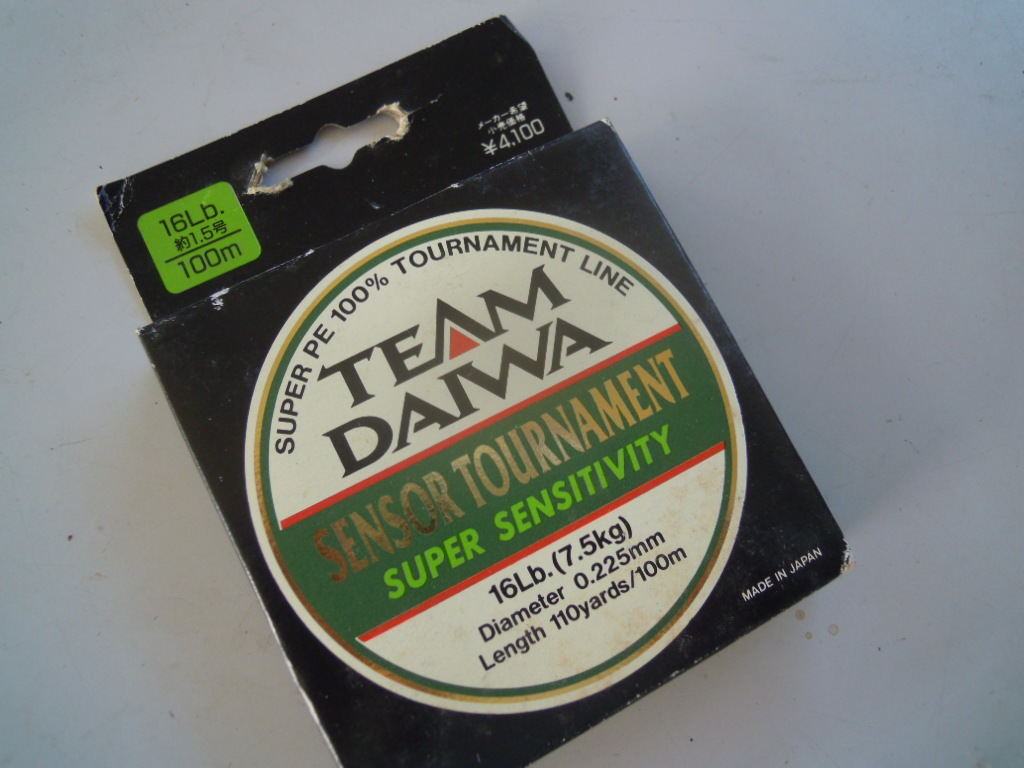 メーカー希望
小売価格
¥4,100
16Lb.
約1.5号
100m
SUPER PE 100% TOURNAMENT LINE
TEAM
DAIWA
SENSOR TOURNAMENT
SUPER SENSITIVITY
16Lb.(7.5kg)
Diameter 0.225mm
Length 110yards/100m
MADE IN JAPAN